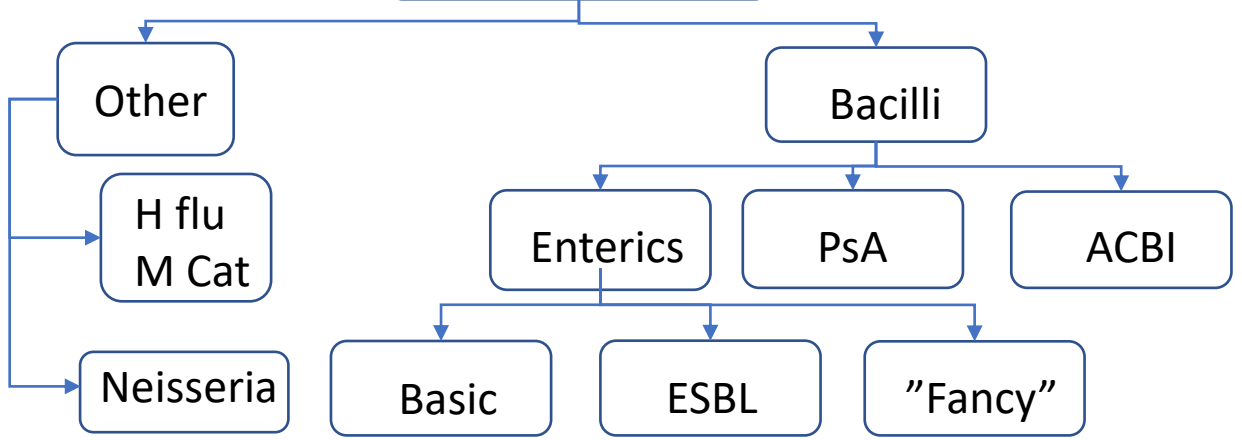 Other
Bacilli
H flu
M Cat
Enterics
PsA
ACBI
Neisseria
Basic
ESBL
”Fancy”